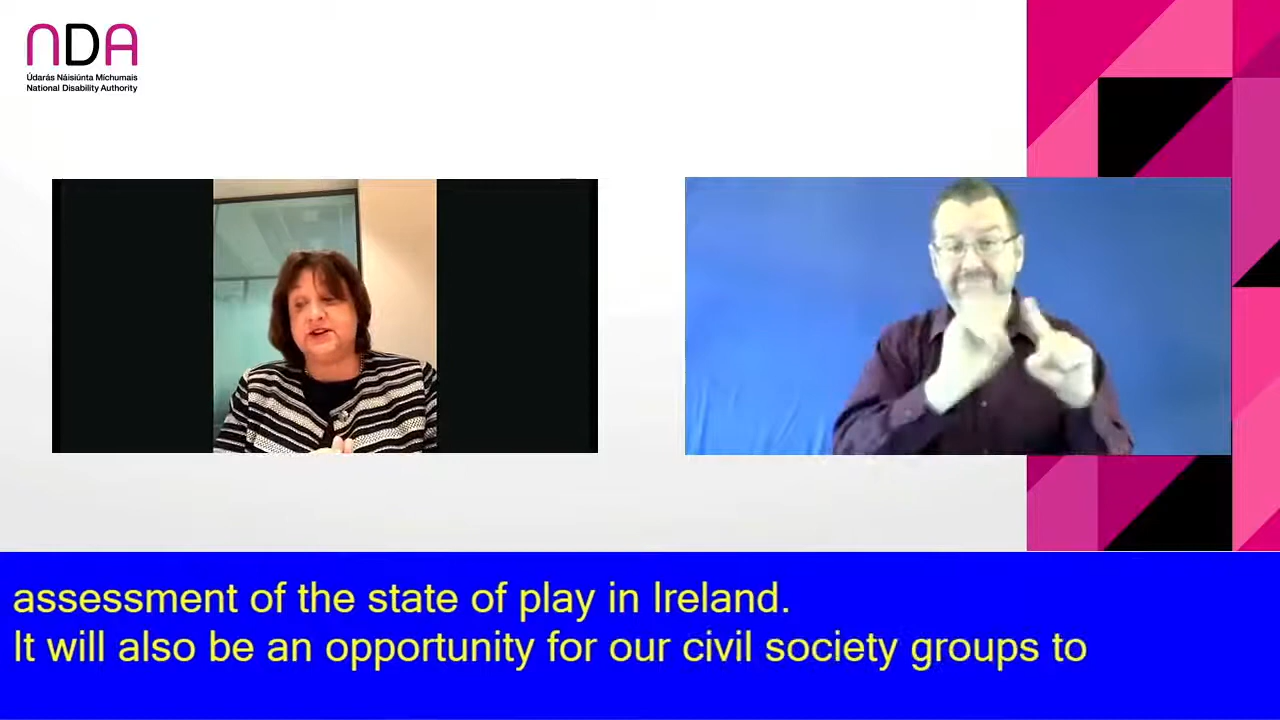 NDA
Údarás Náisiúnta Míchumais
National Disability Authority
assessment of the state of play in Ireland.
It will also be an opportunity for our civil society groups to